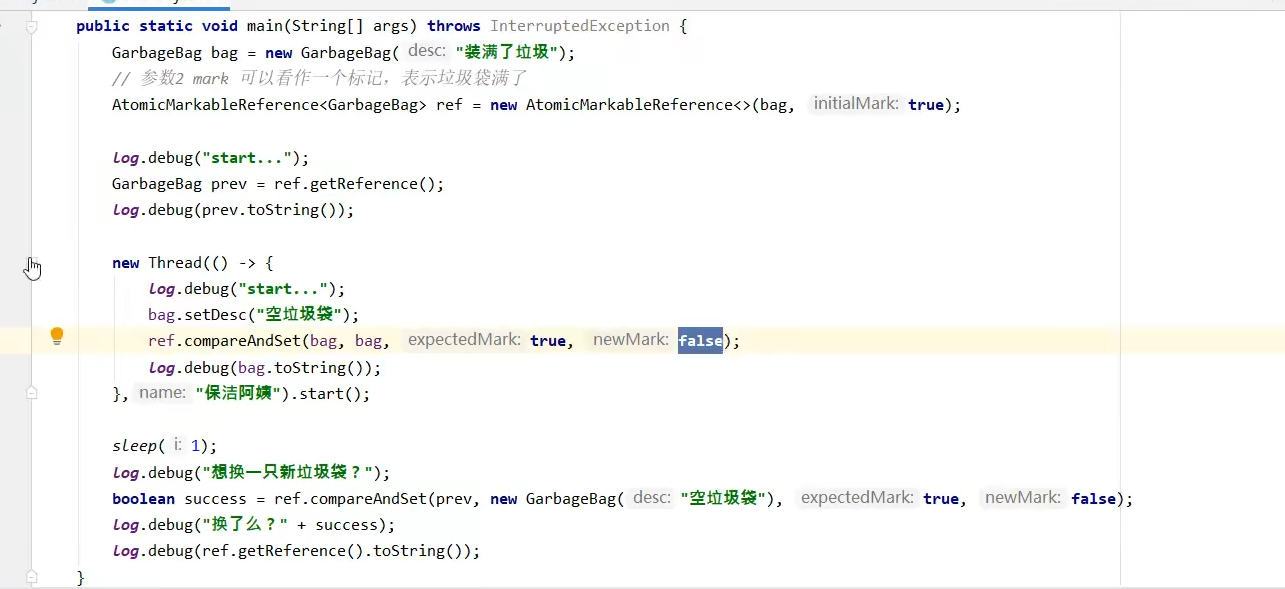 public static void main(String[] args) throws InterruptedException {
GarbageBag bag = new GarbageBag( desc: "装满了垃圾");
// 参数2 mark 可以看作一个标记，表示垃圾袋满了
AtomicMarkableReference<GarbageBag> ref = new AtomicMarkableReference<>(bag, initialMark: true);
log.debug("start...");
GarbageBag prev = ref.getReference();
log.debug(prev.toString());
new Thread(() -> {
log.debug("start...");
bag.setDesc("空垃圾袋");
ref.compareAndSet(bag, bag, expectedMark: true, newMark: false);
log.debug(bag.toString());
}, name: "保洁阿姨").start();
sleep( i: 1);
log.debug("想换一只新垃圾袋？");
boolean success = ref.compareAndSet(prev, new GarbageBag( desc: "空垃圾袋"), expectedMark: true, newMark: false);
log.debug("换了么？" + success);
log.debug(ref.getReference().toString());
}